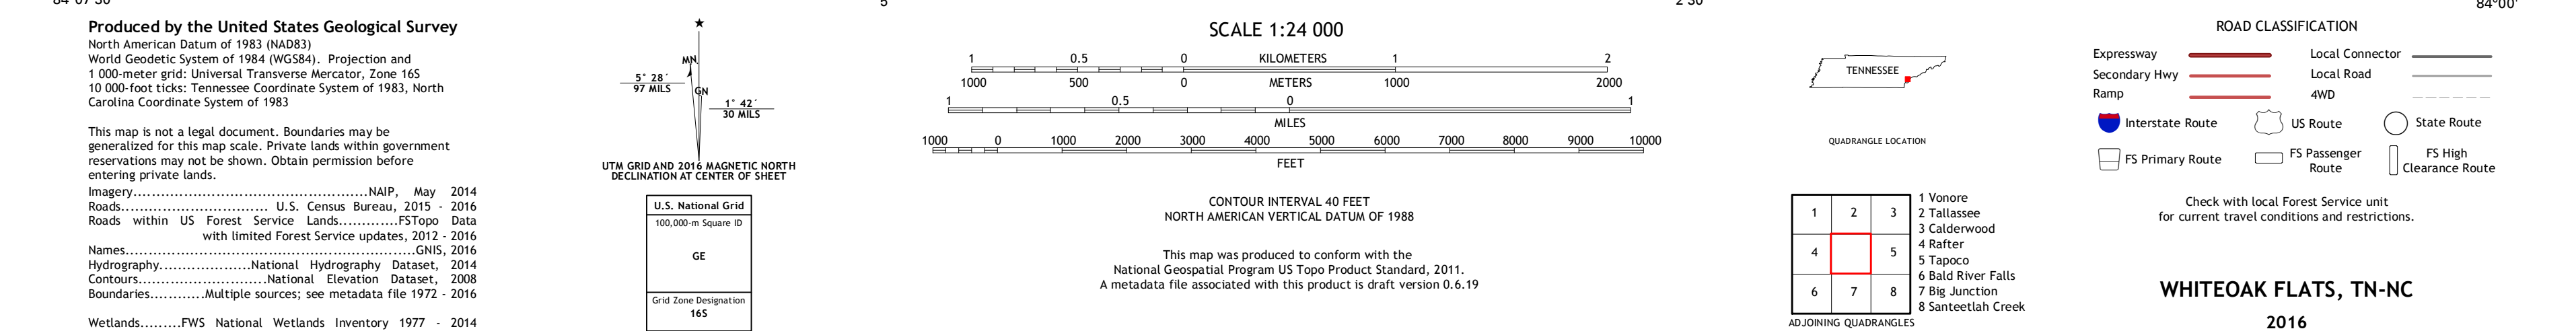 84°07'30"
5'
2'30"
84°00'
Produced by the United States Geological Survey
North American Datum of 1983 (NAD83)
World Geodetic System of 1984 (WGS84). Projection and
1 000-meter grid: Universal Transverse Mercator, Zone 16S
10 000-foot ticks: Tennessee Coordinate System of 1983, North
Carolina Coordinate System of 1983
This map is not a legal document. Boundaries may be
generalized for this map scale. Private lands within government
reservations may not be shown. Obtain permission before
entering private lands.
Imagery.................................................NAIP, May 2014
Roads............................... U.S. Census Bureau, 2015 - 2016
Roads within US Forest Service Lands............FSTopo Data
with limited Forest Service updates, 2012 - 2016
Names.............................................................GNIS, 2016
Hydrography...................National Hydrography Dataset, 2014
Contours...........................National Elevation Dataset, 2008
Boundaries...........Multiple sources; see metadata file 1972 - 2016
Wetlands.........FWS National Wetlands Inventory 1977 - 2014
MN
GN
5° 28´
97 MILS
1° 42´
30 MILS
UTM GRID AND 2016 MAGNETIC NORTH
DECLINATION AT CENTER OF SHEET
U.S. National Grid
100,000-m Square ID
GE
Grid Zone Designation
16S
SCALE 1:24 000
1 0.5 0 KILOMETERS 1 2
1000 500 0 METERS 1000 2000
1 0.5 0 1
MILES
1000 0 1000 2000 3000 4000 5000 6000 7000 8000 9000 10000
FEET
CONTOUR INTERVAL 40 FEET
NORTH AMERICAN VERTICAL DATUM OF 1988
This map was produced to conform with the
National Geospatial Program US Topo Product Standard, 2011.
A metadata file associated with this product is draft version 0.6.19
TENNESSEE
QUADRANGLE LOCATION
1 2 3
4 5
6 7 8
1 Vonore
2 Tallassee
3 Calderwood
4 Rafter
5 Tapoco
6 Bald River Falls
7 Big Junction
8 Santeetlah Creek
ADJOINING QUADRANGLES
ROAD CLASSIFICATION
Expressway Local Connector
Secondary Hwy Local Road
Ramp 4WD
Interstate Route US Route State Route
FS Primary Route
FS Passenger
Route
FS High
Clearance Route
Check with local Forest Service unit
for current travel conditions and restrictions.
WHITEOAK FLATS, TN-NC
2016